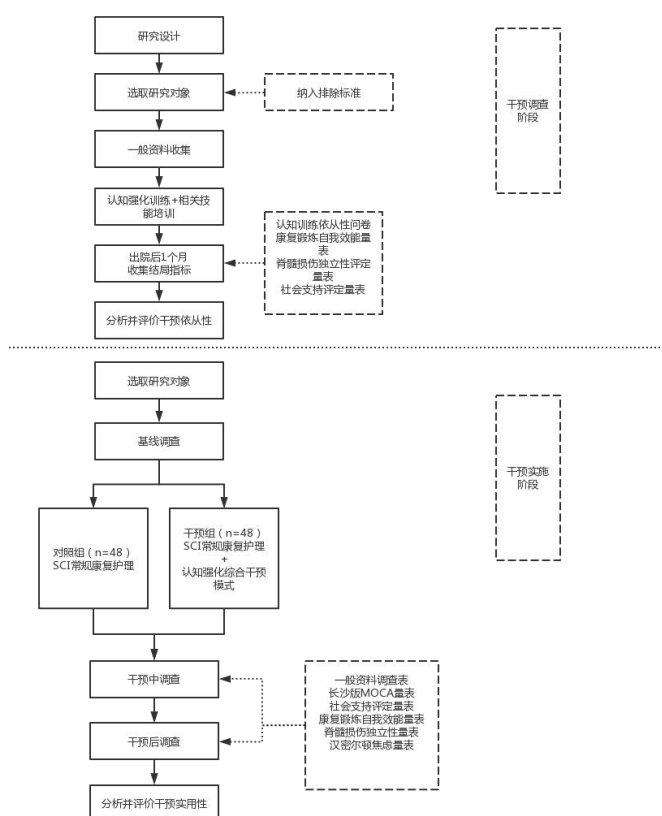 研究设计
选取研究对象
纳入排除标准
干预调查
阶段
一般资料收集
认知强化训练+相关技
能培训
出院后1个月
收集结局指标
认知训练依从性问卷
康复锻炼自我效能量
表
脊髓损伤独立性评定
量表
社会支持评定量表
分析并评价干预依从性
选取研究对象
基线调查
干预实施
阶段
对照组（n=48）
SCI常规康复护理
干预组（n=48）
SCI常规康复护理
+
认知强化综合干预
模式
干预中调查
干预后调查
一般资料调查表
长沙版MOCA量表
社会支持评定量表
康复锻炼自我效能量表
脊髓损伤独立性量表
汉密尔顿焦虑量表
分析并评价干预实用性